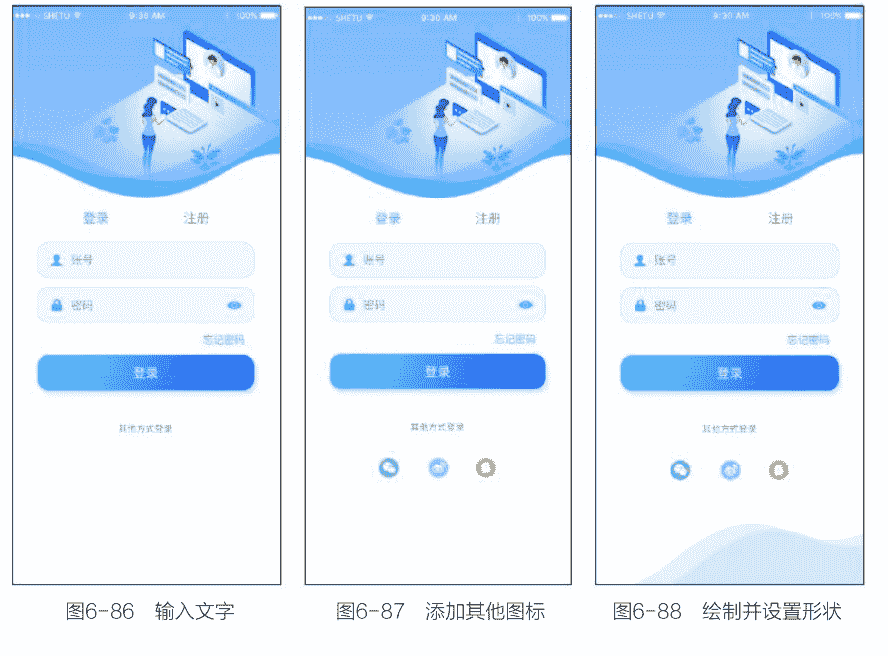 SHETU 9:30 AM 100%
登录 注册
账号
密码
忘记密码
登录
其他方式登录
图6-86 输入文字
SHETU 9:30 AM 100%
登录 注册
账号
密码
忘记密码
登录
其他方式登录
图6-87 添加其他图标
SHETU 9:30 AM 100%
登录 注册
账号
密码
忘记密码
登录
其他方式登录
图6-88 绘制并设置形状